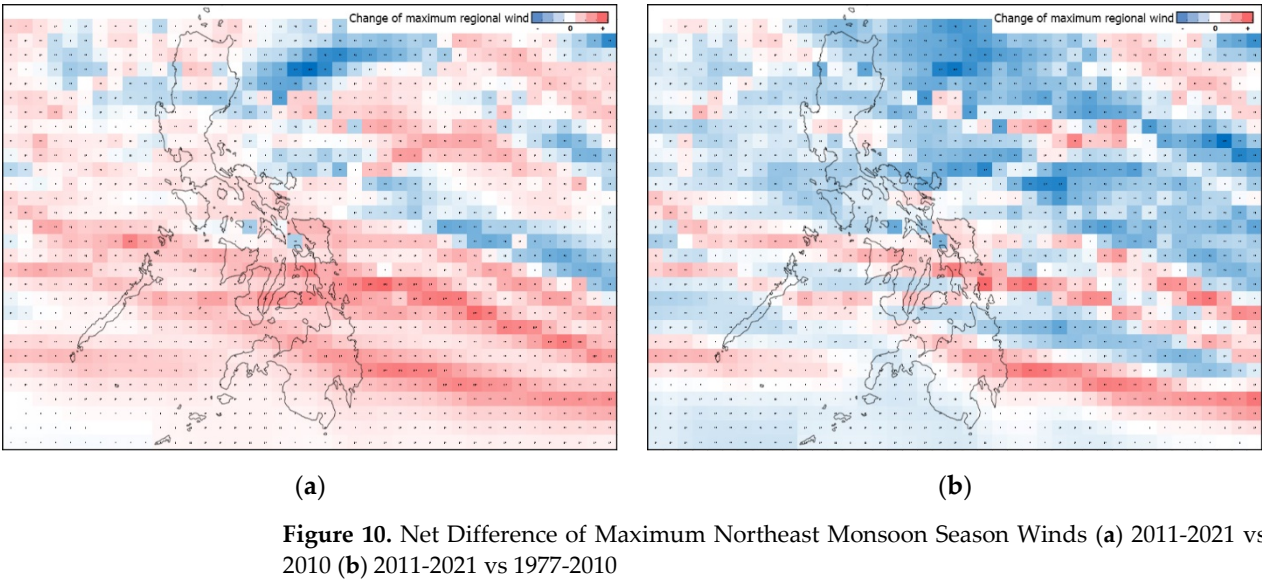 Change of maximum regional wind
- 0 +
Change of maximum regional wind
- 0 +
(a)
(b)
Figure 10. Net Difference of Maximum Northeast Monsoon Season Winds (a) 2011-2021 vs
2010 (b) 2011-2021 vs 1977-2010